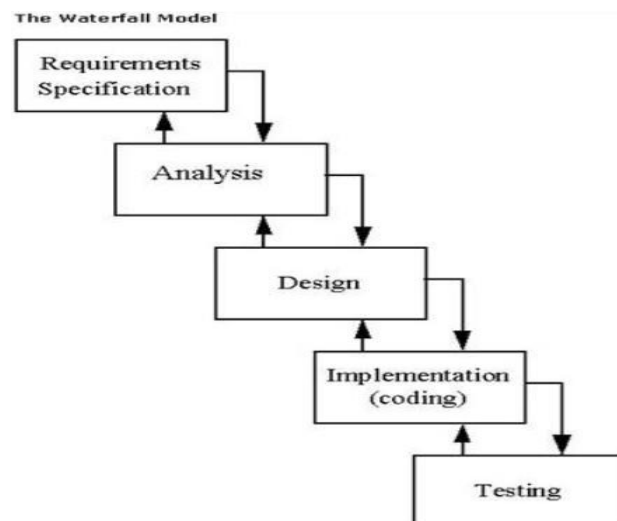 The Waterfall Model
Requirements
Specification
Analysis
Design
Implementation
(coding)
Testing